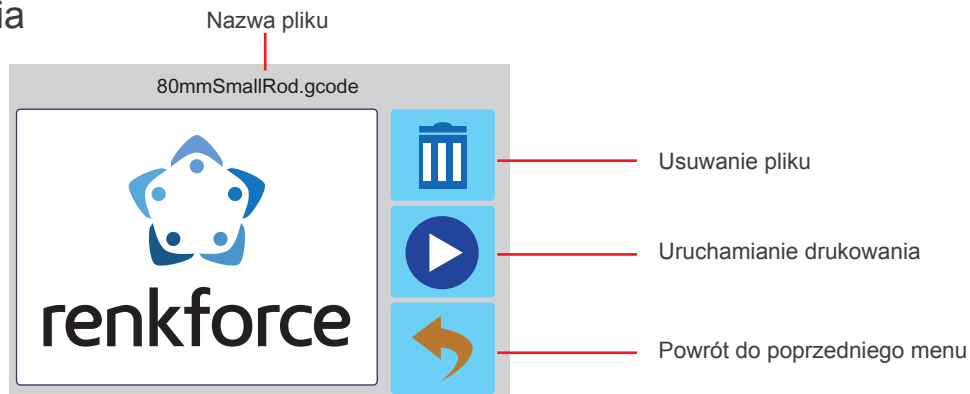 ia
Nazwa pliku
80mmSmallRod.gcode
renkforce
Usuwanie pliku
Uruchamianie drukowania
Powrót do poprzedniego menu